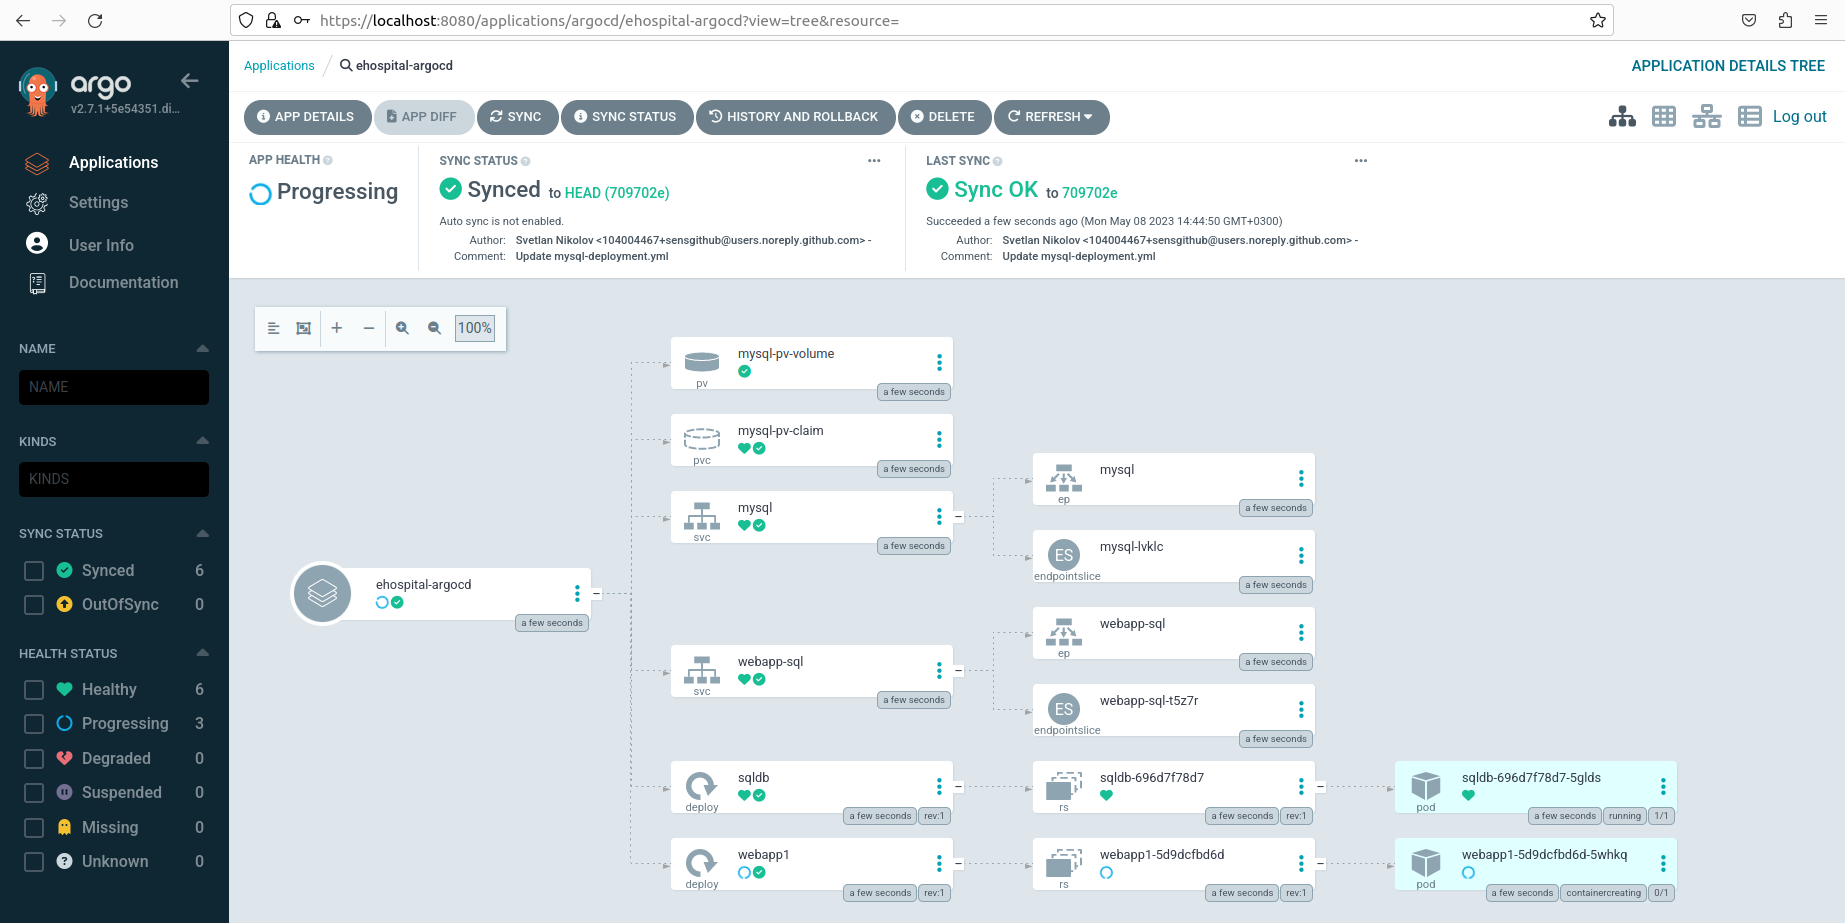 https://localhost:8080/applications/argocd/ehospital-argocd?view=tree&resource=
argo
v2.7.1+5e54351.di...
Applications
Settings
User Info
Documentation
NAME
NAME
KINDS
KINDS
SYNC STATUS
Synced 6
OutOfSync 0
HEALTH STATUS
Healthy 6
Progressing 3
Degraded 0
Suspended 0
Missing 0
Unknown 0
Applications / ehospital-argocd
APPLICATION DETAILS TREE
APP DETAILS APP DIFF SYNC SYNC STATUS HISTORY AND ROLLBACK DELETE REFRESH Log out
APP HEALTH
Progressing
SYNC STATUS
Synced to HEAD (709702e)
Auto sync is not enabled.
Author: Svetlan Nikolov <104004467+sensgithub@users.noreply.github.com> -
Comment: Update mysql-deployment.yml
LAST SYNC
Sync OK to 709702e
Succeeded a few seconds ago (Mon May 08 2023 14:44:50 GMT+0300)
Author: Svetlan Nikolov <104004467+sensgithub@users.noreply.github.com> -
Comment: Update mysql-deployment.yml
100%
ehospital-argocd
a few seconds
mysql-pv-volume
pv
a few seconds
mysql-pv-claim
pvc
a few seconds
mysql
svc
a few seconds
mysql
ep
a few seconds
ES
mysql-lvklc
endpointslice
a few seconds
webapp-sql
svc
a few seconds
webapp-sql
ep
a few seconds
ES
webapp-sql-t5z7r
endpointslice
a few seconds
sqldb
deploy
a few seconds rev:1
sqldb-696d7f78d7
rs
a few seconds rev:1
sqldb-696d7f78d7-5glds
pod
a few seconds running 1/1
webapp1
deploy
a few seconds rev:1
webapp1-5d9dcfbd6d
rs
a few seconds rev:1
webapp1-5d9dcfbd6d-5whkq
pod
a few seconds containercreating 0/1